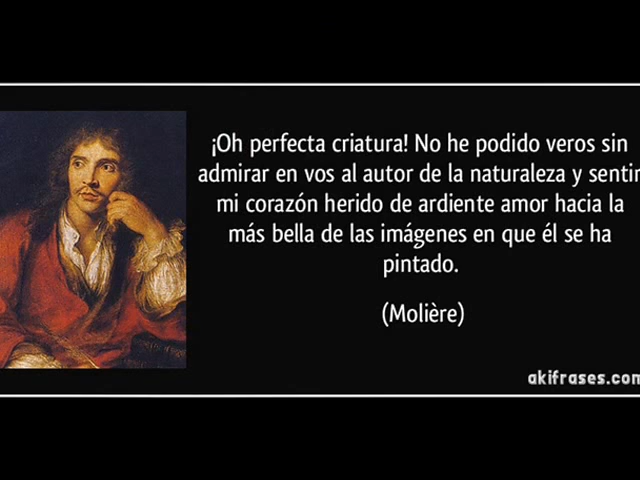 ¡Oh perfecta criatura! No he podido veros sin
admirar en vos al autor de la naturaleza y sentir
mi corazón herido de ardiente amor hacia la
más bella de las imágenes en que él se ha
pintado.
(Molière)
akifrases.com